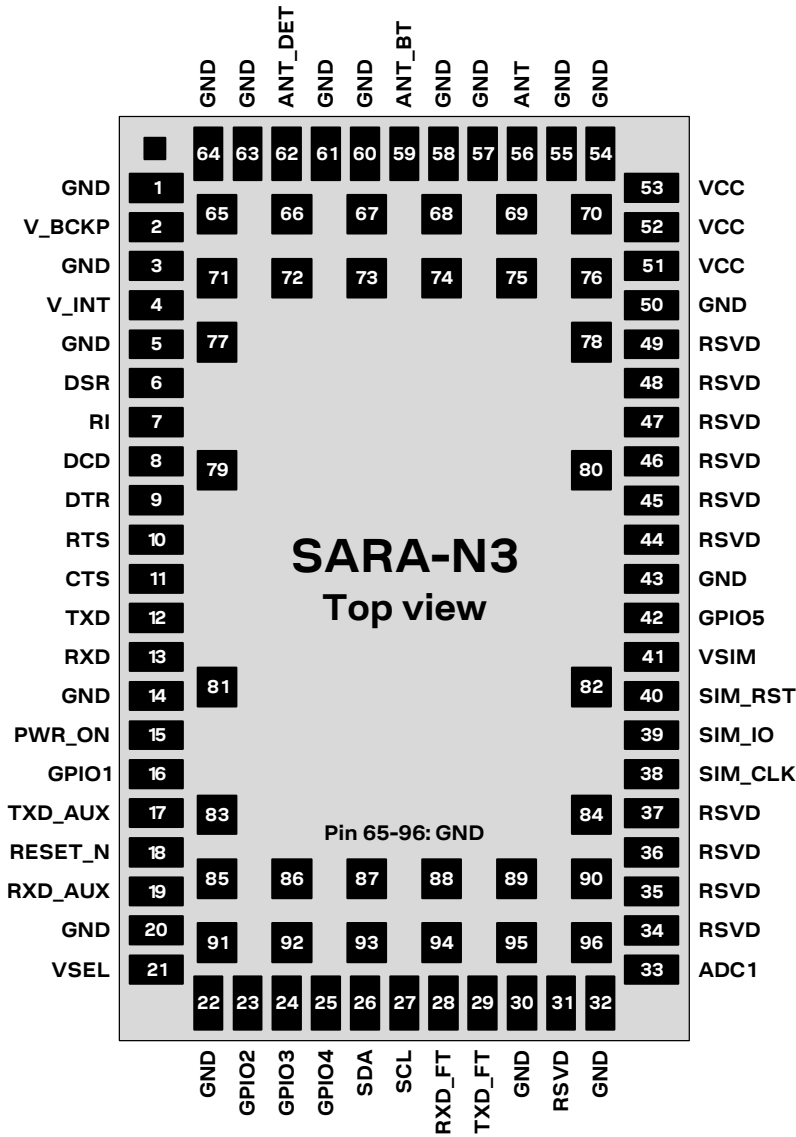 GND GND ANT_DET GND GND ANT_BT GND GND ANT GND GND
64 63 62 61 60 59 58 57 56 55 54
GND 1 53 VCC
65 66 67 68 69 70
V_BCKP 2 52 VCC
GND 3 51 VCC
71 72 73 74 75 76
V_INT 4 50 GND
GND 5 77 78 49 RSVD
DSR 6 48 RSVD
RI 7 47 RSVD
DCD 8 79 80 46 RSVD
DTR 9 45 RSVD
RTS 10 44 RSVD
SARA-N3
CTS 11 43 GND
Top view
TXD 12 42 GPIO5
RXD 13 41 VSIM
GND 14 81 82 40 SIM_RST
PWR_ON 15 39 SIM_IO
GPIO1 16 38 SIM_CLK
TXD_AUX 17 83 84 37 RSVD
Pin 65-96: GND
RESET_N 18 36 RSVD
85 86 87 88 89 90
RXD_AUX 19 35 RSVD
GND 20 34 RSVD
91 92 93 94 95 96
VSEL 21 33 ADC1
22 23 24 25 26 27 28 29 30 31 32
GND GPIO2 GPIO3 GPIO4 SDA SCL RXD_FT TXD_FT GND RSVD GND